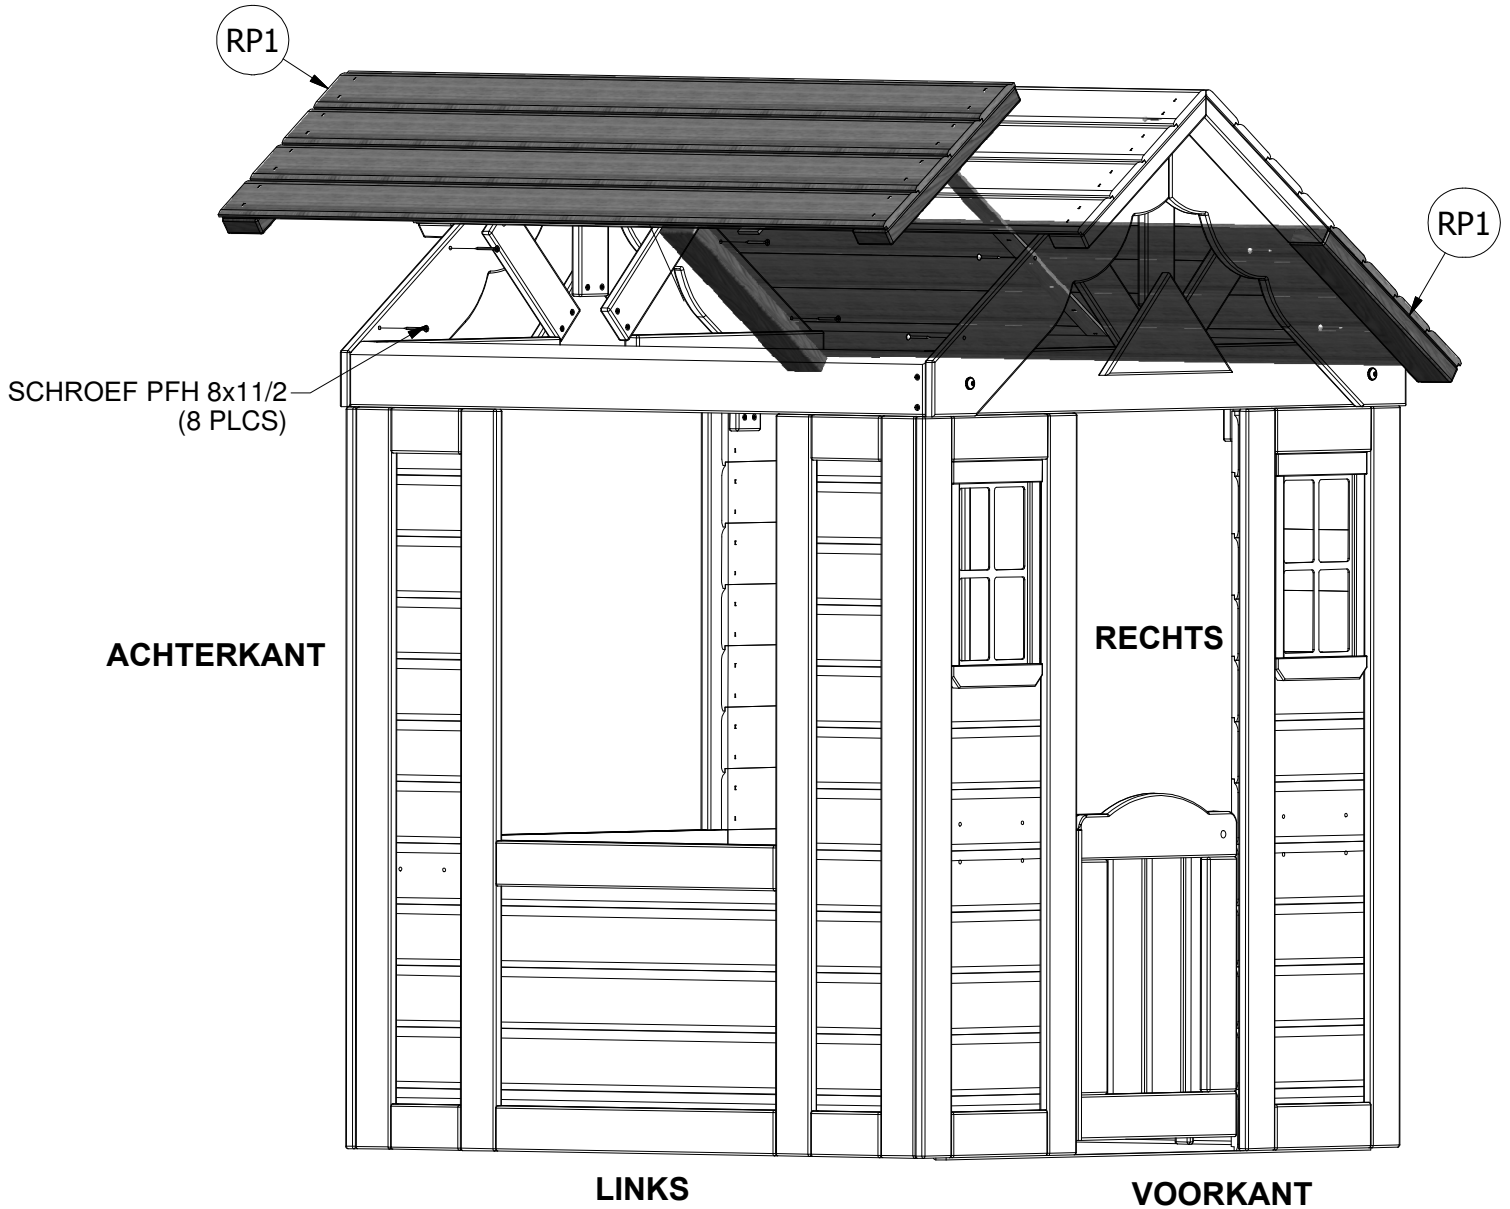 RP1
RP1
SCHROEF PFH 8x11/2
(8 PLCS)
ACHTERKANT
RECHTS
LINKS
VOORKANT